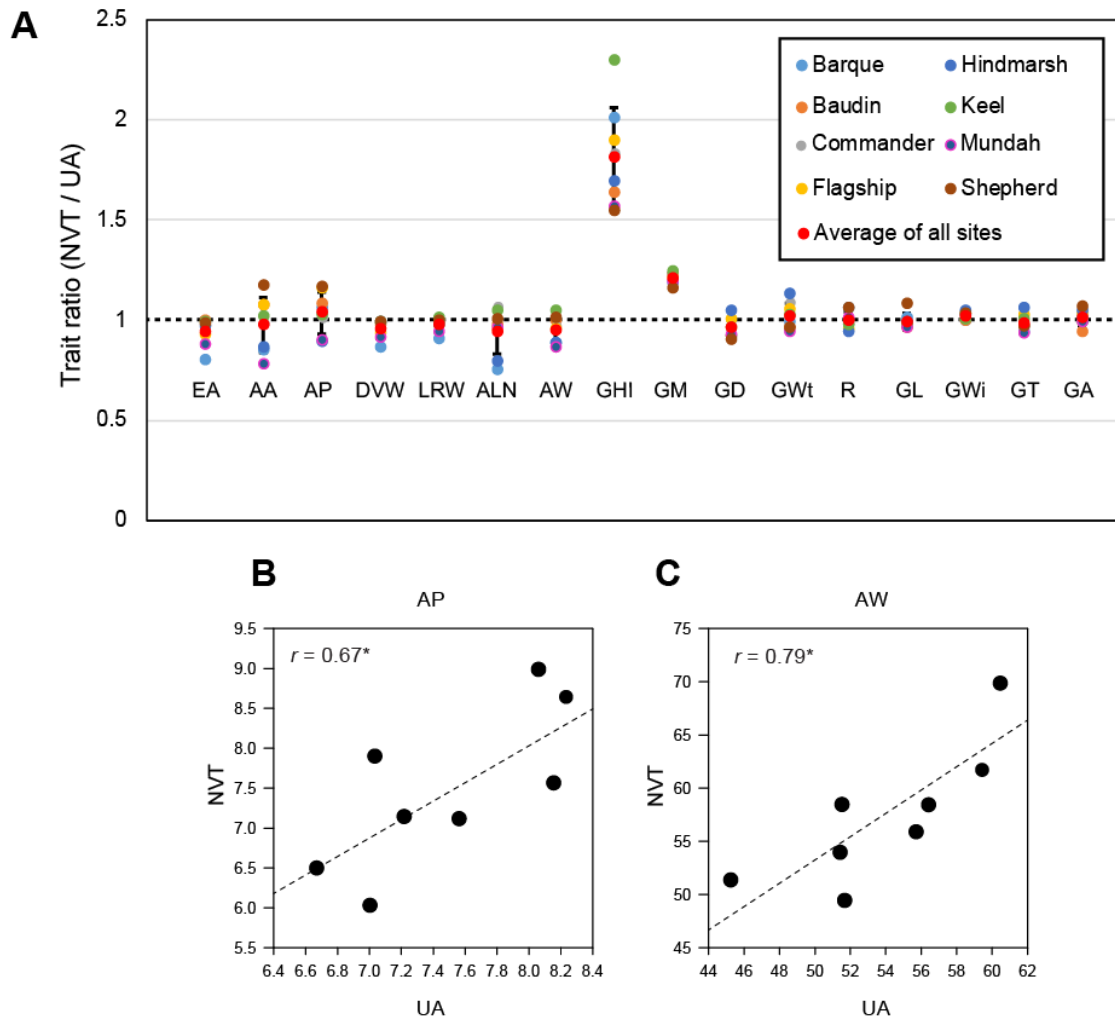 A
Trait ratio (NVT / UA)
2.5
2
1.5
1
0.5
0
Barque Hindmarsh
Baudin Keel
Commander Mundah
Flagship Shepherd
Average of all sites
EA AA AP DVW LRW ALN AW GHI GM GD GWt R GL GWi GT GA
B
AP
r = 0.67*
NVT
9.5
9.0
8.5
8.0
7.5
7.0
6.5
6.0
5.5
6.4 6.6 6.8 7.0 7.2 7.4 7.6 7.8 8.0 8.2 8.4
UA
C
AW
r = 0.79*
NVT
75
70
65
60
55
50
45
44 46 48 50 52 54 56 58 60 62
UA